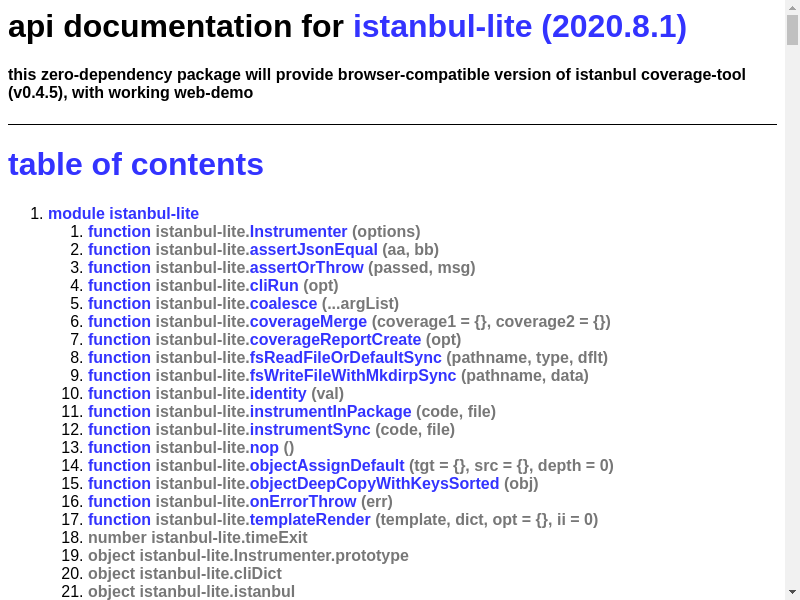 api documentation for istanbul-lite (2020.8.1)
this zero-dependency package will provide browser-compatible version of istanbul coverage-tool
(v0.4.5), with working web-demo
table of contents
1. module istanbul-lite
1. function istanbul-lite.Instrumenter (options)
2. function istanbul-lite.assertJsonEqual (aa, bb)
3. function istanbul-lite.assertOrThrow (passed, msg)
4. function istanbul-lite.cliRun (opt)
5. function istanbul-lite.coalesce (...argList)
6. function istanbul-lite.coverageMerge (coverage1 = {}, coverage2 = {})
7. function istanbul-lite.coverageReportCreate (opt)
8. function istanbul-lite.fsReadFileOrDefaultSync (pathname, type, dflt)
9. function istanbul-lite.fsWriteFileWithMkdirpSync (pathname, data)
10. function istanbul-lite.identity (val)
11. function istanbul-lite.instrumentInPackage (code, file)
12. function istanbul-lite.instrumentSync (code, file)
13. function istanbul-lite.nop ()
14. function istanbul-lite.objectAssignDefault (tgt = {}, src = {}, depth = 0)
15. function istanbul-lite.objectDeepCopyWithKeysSorted (obj)
16. function istanbul-lite.onErrorThrow (err)
17. function istanbul-lite.templateRender (template, dict, opt = {}, ii = 0)
18. number istanbul-lite.timeExit
19. object istanbul-lite.Instrumenter.prototype
20. object istanbul-lite.cliDict
21. object istanbul-lite.istanbul